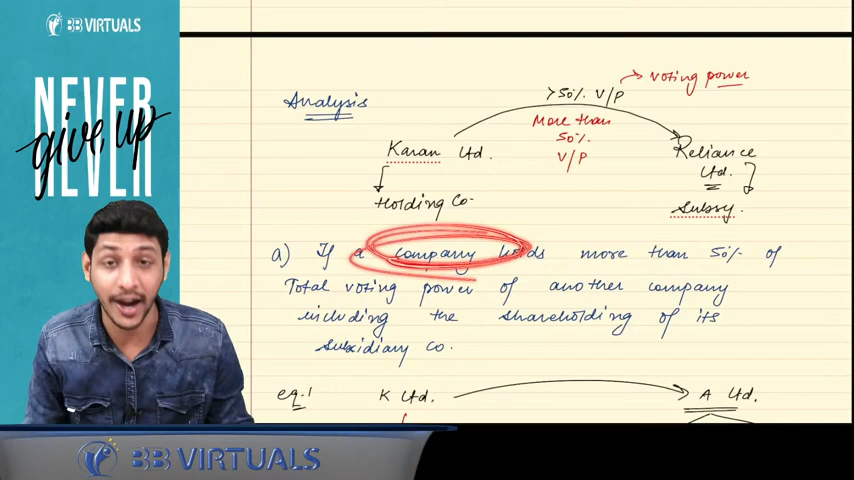 BB VIRTUALS
NEVER
give up
NEVER
Analysis
>50% V/P
voting power
More than
50%
V/P
Karan Ltd.
Reliance
Ltd.
Holding Co.
Subsy.
a) If a company holds more than 50% of
Total voting power of another company
including the shareholding of its
subsidiary Co.
eg.1 K Ltd. A Ltd.
BB VIRTUALS